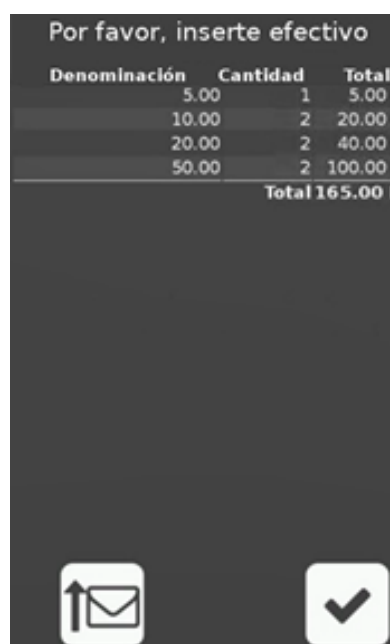 Por favor, inserte efectivo
Denominación Cantidad Total
5.00 1 5.00
10.00 2 20.00
20.00 2 40.00
50.00 2 100.00
Total 165.00